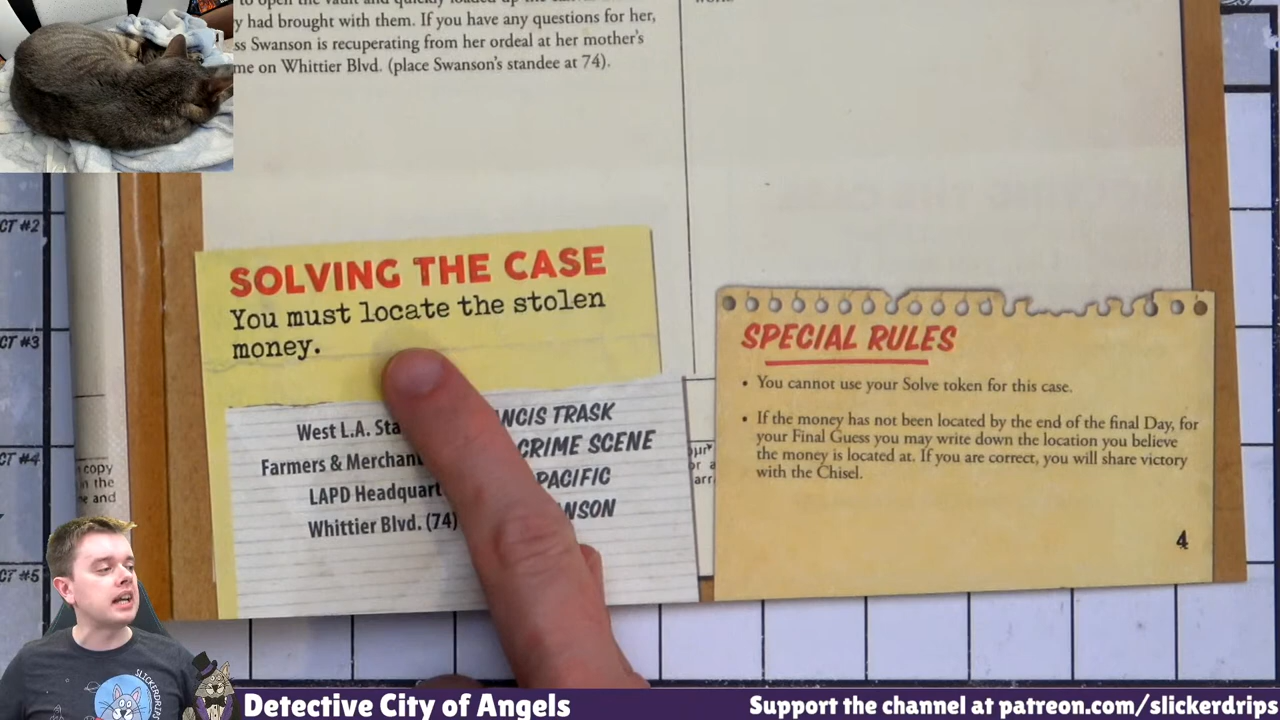 y had brought with them. If you have any questions for her,
ss Swanson is recuperating from her ordeal at her mother's
me on Whittier Blvd. (place Swanson's standee at 74).
SOLVING THE CASE
You must locate the stolen
money.
West L.A. Sta
NCIS TRASK
Farmers & Merchan
CRIME SCENE
LAPD Headquart
PACIFIC
Whittier Blvd. (74)
NSON
SPECIAL RULES
• You cannot use your Solve token for this case.
• If the money has not been located by the end of the final Day, for
your Final Guess you may write down the location you believe
the money is located at. If you are correct, you will share victory
with the Chisel.
4
CT #2
CT #3
CT #4
CT #5
copy
n the
ne and
SLICKERDRIPS
Detective City of Angels
Support the channel at patreon.com/slickerdrips